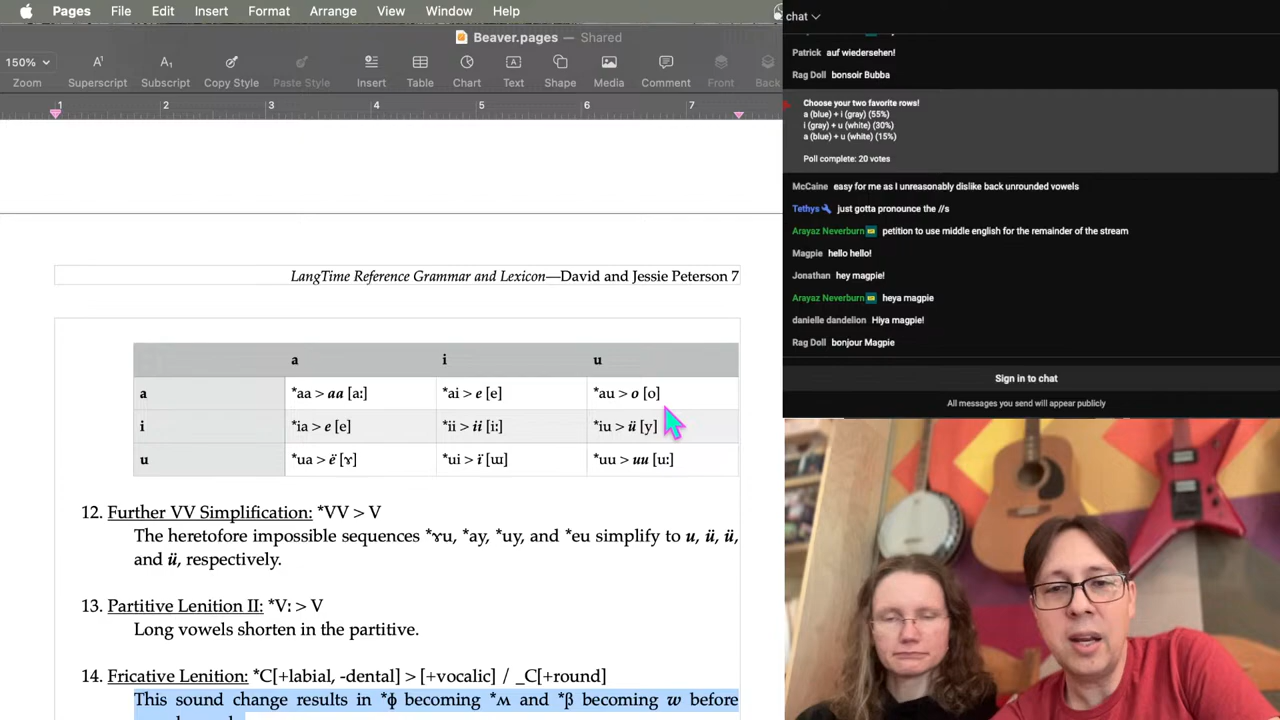 Pages File Edit Insert Format Arrange View Window Help
chat
Beaver.pages — Shared
150%
Zoom Superscript Subscript Copy Style Paste Style Insert Table Chart Text Shape Media Comment Front Back
1 2 3 4 5 6 7
LangTime Reference Grammar and Lexicon—David and Jessie Peterson 7
a i u
a *aa > aa [aː] *ai > e [e] *au > o [o]
i *ia > e [e] *ii > ii [iː] *iu > ü [y]
u *ua > ë [ɤ] *ui > ï [ɯ] *uu > uu [uː]
12. Further VV Simplification: *VV > V
The heretofore impossible sequences *ɤu, *ay, *uy, and *eu simplify to u, ü, ü,
and ü, respectively.
13. Partitive Lenition II: *Vː > V
Long vowels shorten in the partitive.
14. Fricative Lenition: *C[+labial, -dental] > [+vocalic] / _C[+round]
This sound change results in *ɸ becoming *ʍ and *β becoming w before
Patrick auf wiedersehen!
Rag Doll bonsoir Bubba
Choose your two favorite rows!
a (blue) + i (gray) (55%)
i (gray) + u (white) (30%)
a (blue) + u (white) (15%)
Poll complete: 20 votes
McCaine easy for me as I unreasonably dislike back unrounded vowels
Tethys just gotta pronounce the //s
Arayaz Neverburn petition to use middle english for the remainder of the stream
Magpie hello hello!
Jonathan hey magpie!
Arayaz Neverburn heya magpie
danielle dandelion Hiya magpie!
Rag Doll bonjour Magpie
Sign in to chat
All messages you send will appear publicly